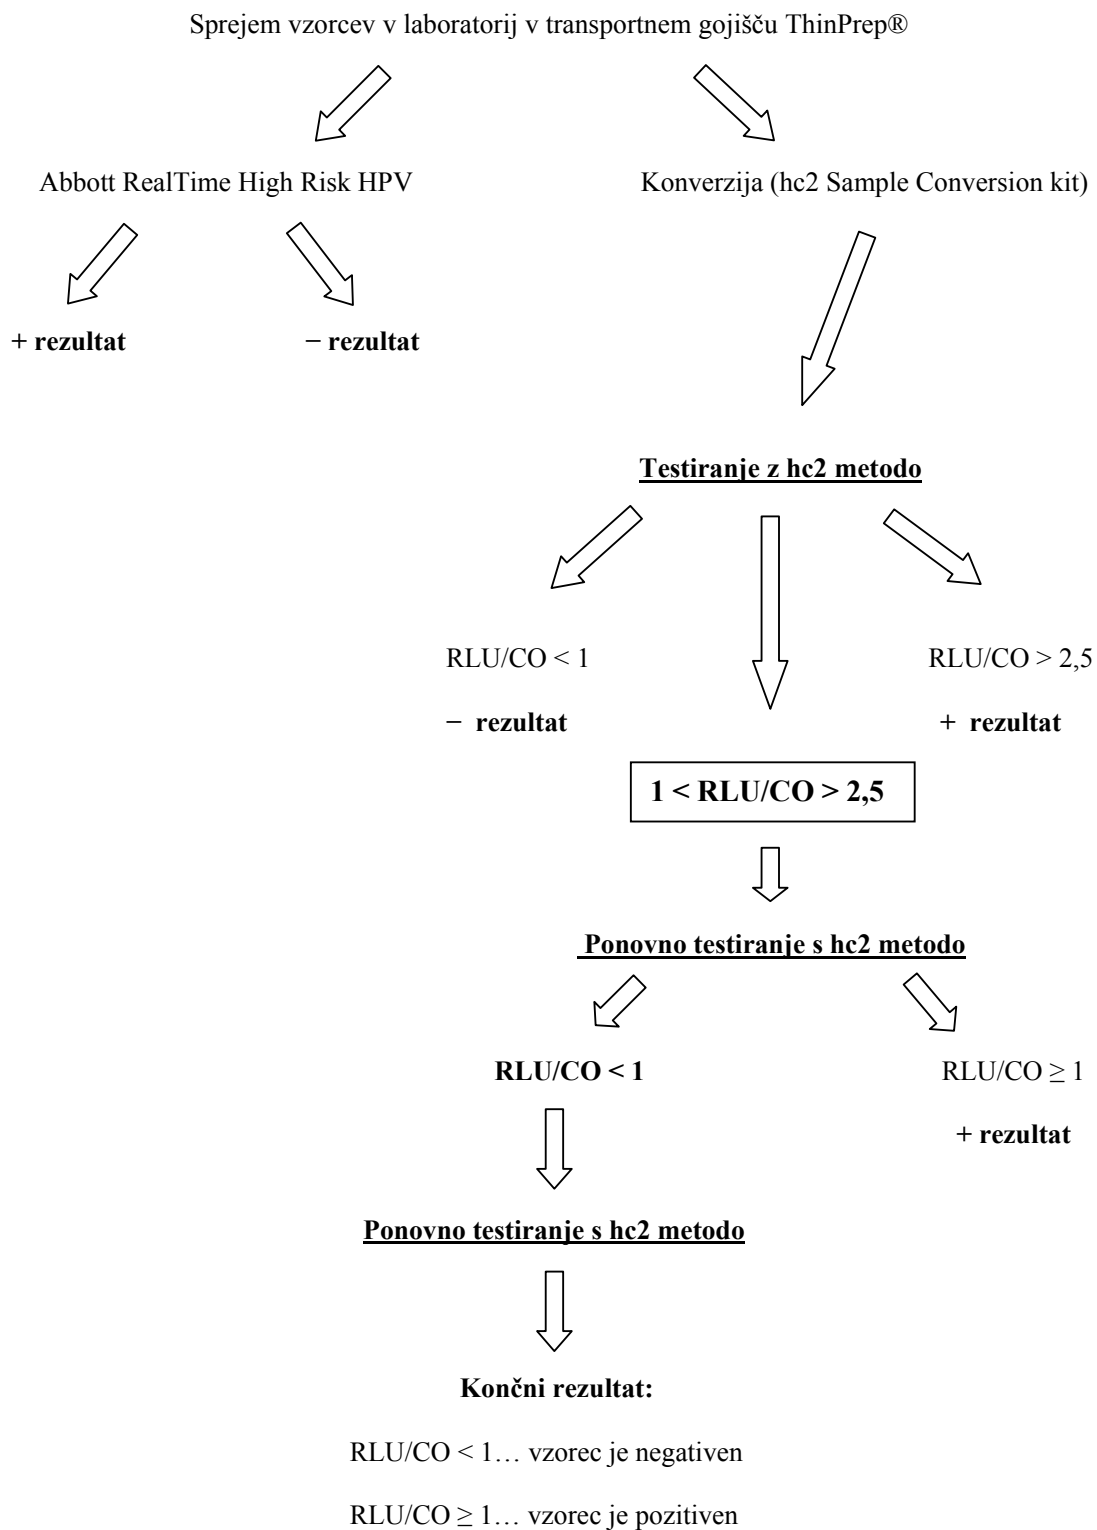 Sprejem vzorcev v laboratorij v transportnem gojišču ThinPrep®
Abbott RealTime High Risk HPV
Konverzija (hc2 Sample Conversion kit)
+ rezultat
− rezultat
Testiranje z hc2 metodo
RLU/CO < 1
RLU/CO > 2,5
− rezultat
+ rezultat
1 < RLU/CO > 2,5
Ponovno testiranje s hc2 metodo
RLU/CO < 1
RLU/CO ≥ 1
+ rezultat
Ponovno testiranje s hc2 metodo
Končni rezultat:
RLU/CO < 1… vzorec je negativen
RLU/CO ≥ 1… vzorec je pozitiven